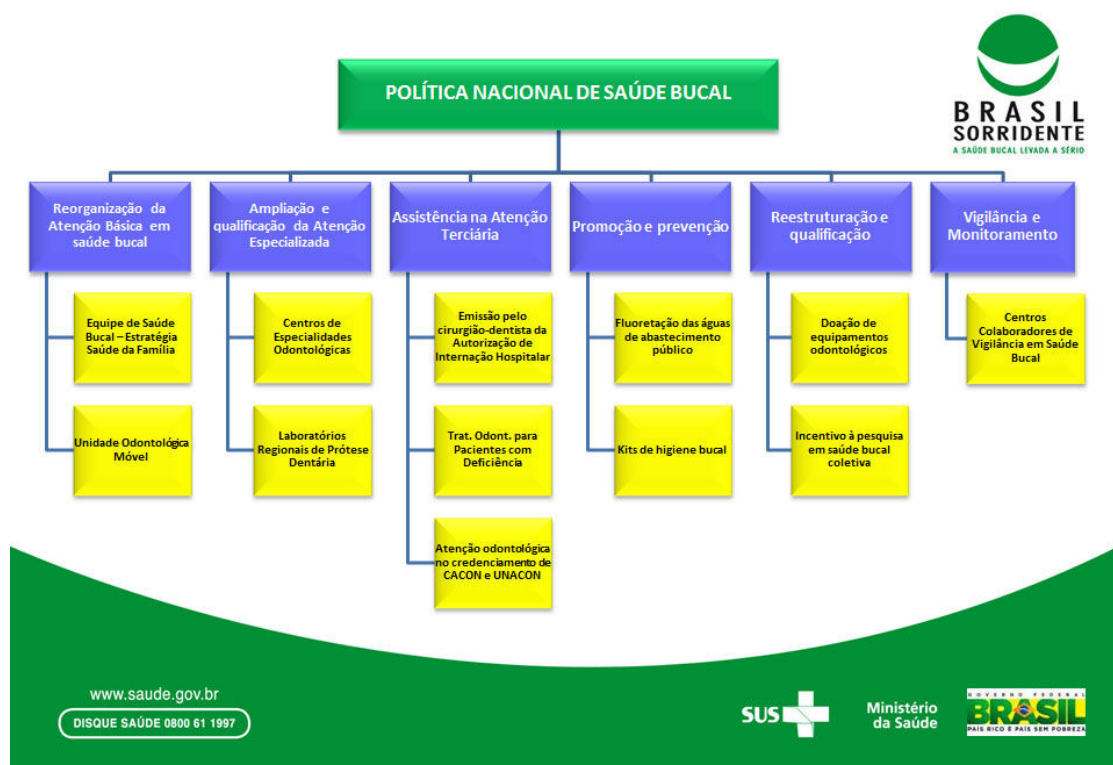 POLÍTICA NACIONAL DE SAÚDE BUCAL
BRASIL
SORRIDENTE
A SAÚDE BUCAL LEVADA A SÉRIO
Reorganização da
Atenção Básica em
saúde bucal
Equipe de Saúde
Bucal – Estratégia
Saúde da Família
Unidade Odontológica
Móvel
Ampliação e
qualificação da Atenção
Especializada
Centros de
Especialidades
Odontológicas
Laboratórios
Regionais de Prótese
Dentária
Assistência na Atenção
Terciária
Emissão pelo
cirurgião-dentista da
Autorização de
Internação Hospitalar
Trat. Odont. para
Pacientes com
Deficiência
Atenção odontológica
no credenciamento de
CACON e UNACON
Promoção e prevenção
Fluoretação das águas
de abastecimento
público
Kits de higiene bucal
Reestruturação e
qualificação
Doação de
equipamentos
odontológicos
Incentivo à pesquisa
em saúde bucal
coletiva
Vigilância e
Monitoramento
Centros
Colaboradores de
Vigilância em Saúde
Bucal
www.saude.gov.br
DISQUE SAÚDE 0800 61 1997
SUS
Ministério
da Saúde
GOVERNO FEDERAL
BRASIL
PAÍS RICO É PAÍS SEM POBREZA